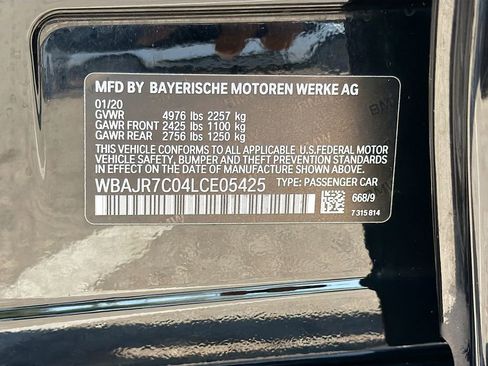 MFD BY BAYERISCHE MOTOREN WERKE AG
01/20
GVWR 4976 lbs 2257 kg
GAWR FRONT 2425 lbs 1100 kg
GAWR REAR 2756 lbs 1250 kg
THIS VEHICLE CONFORMS TO ALL APPLICABLE U.S.FEDERAL MOTOR
VEHICLE SAFETY, BUMPER AND THEFT PREVENTION STANDARDS
IN EFFECT ON THE DATE OF MANUFACTURE SHOWN ABOVE.
WBAJR7C04LCE05425 TYPE: PASSENGER CAR
668/9
7 315 814